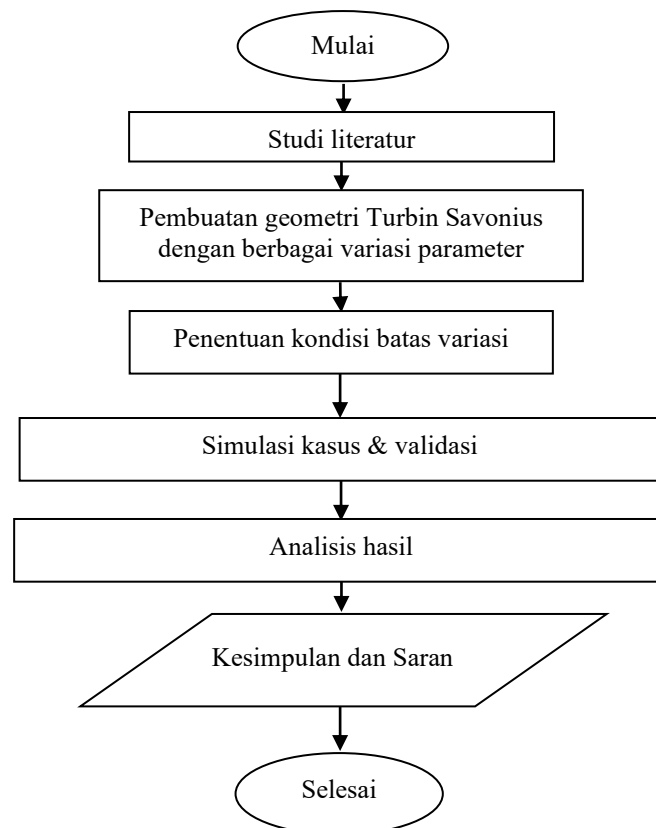 Mulai
Studi literatur
Pembuatan geometri Turbin Savonius
dengan berbagai variasi parameter
Penentuan kondisi batas variasi
Simulasi kasus & validasi
Analisis hasil
Kesimpulan dan Saran
Selesai